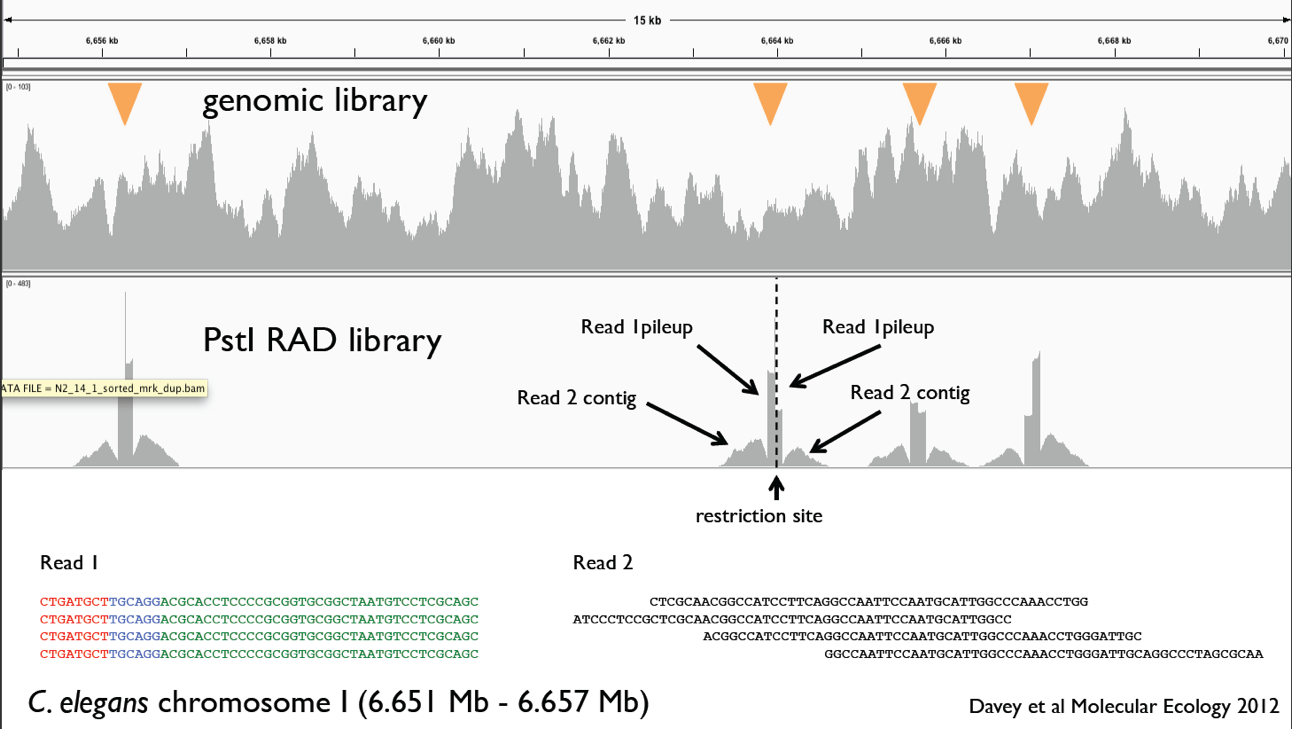 15 kb
6,656 kb 6,658 kb 6,660 kb 6,662 kb 6,664 kb 6,666 kb 6,668 kb 6,670
[0 - 103]
genomic library
[0 - 483]
PstI RAD library
Read 1pileup Read 1pileup
ATA FILE = N2_14_1_sorted_mrk_dup.bam
Read 2 contig Read 2 contig
restriction site
Read 1 Read 2
CTGATGCTTGCAGGACGCACCTCCCCGCGGTGCGGCTAATGTCCTCGCAGC CTCGCAACGGCCATCCTTCAGGCCAATTCCAATGCATTGGCCCAAACCTGG
CTGATGCTTGCAGGACGCACCTCCCCGCGGTGCGGCTAATGTCCTCGCAGC ATCCCTCCGCTCGCAACGGCCATCCTTCAGGCCAATTCCAATGCATTGGCC
CTGATGCTTGCAGGACGCACCTCCCCGCGGTGCGGCTAATGTCCTCGCAGC ACGGCCATCCTTCAGGCCAATTCCAATGCATTGGCCCAAACCTGGGATTGC
CTGATGCTTGCAGGACGCACCTCCCCGCGGTGCGGCTAATGTCCTCGCAGC GGCCAATTCCAATGCATTGGCCCAAACCTGGGATTGCAGGCCCTAGCGCAA
C. elegans chromosome I (6.651 Mb - 6.657 Mb)
Davey et al Molecular Ecology 2012